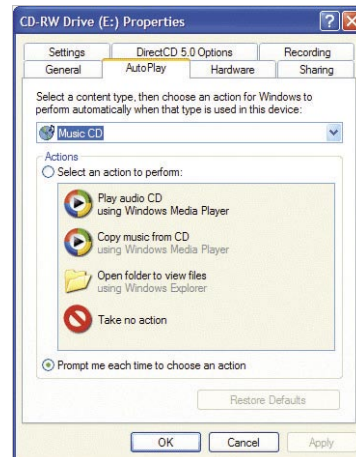 CD-RW Drive (E:) Properties
Settings DirectCD 5.0 Options Recording
General AutoPlay Hardware Sharing
Select a content type, then choose an action for Windows to
perform automatically when that type is used in this device:
Music CD
Actions
Select an action to perform:
Play audio CD
using Windows Media Player
Copy music from CD
using Windows Media Player
Open folder to view files
using Windows Explorer
Take no action
Prompt me each time to choose an action
Restore Defaults
OK Cancel Apply